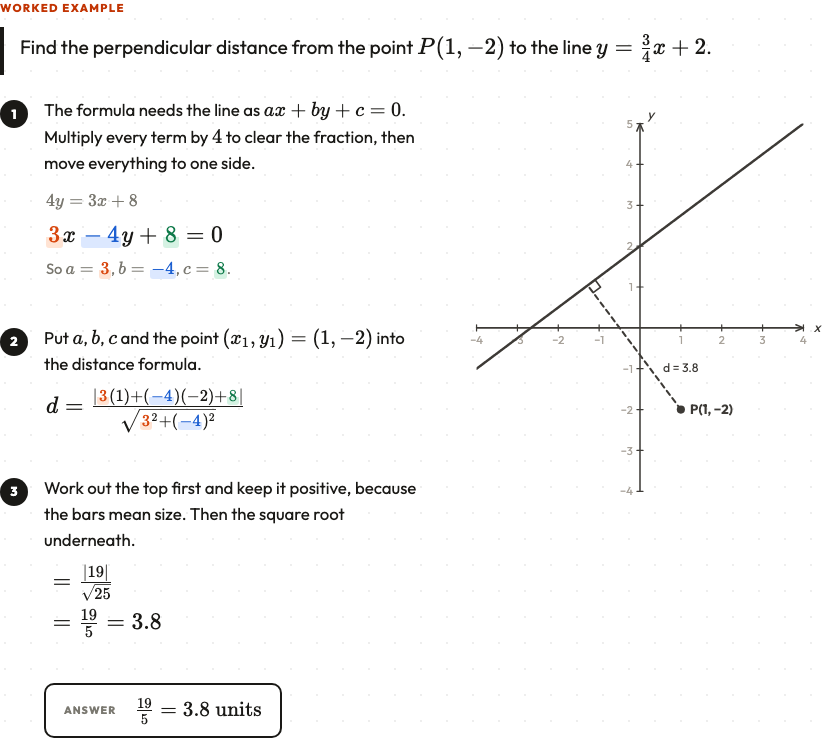 WORKED EXAMPLE
Find the perpendicular distance from the point P(1, −2) to the line y = 3/4 x + 2.
1
The formula needs the line as ax + by + c = 0.
Multiply every term by 4 to clear the fraction, then
move everything to one side.
4y = 3x + 8
3x − 4y + 8 = 0
So a = 3, b = −4, c = 8.
2
Put a, b, c and the point (x₁, y₁) = (1, −2) into
the distance formula.
d = |3(1)+(−4)(−2)+8| / √(3²+(−4)²)
3
Work out the top first and keep it positive, because
the bars mean size. Then the square root
underneath.
= |19| / √25
= 19/5 = 3.8
ANSWER 19/5 = 3.8 units
y
5
4
3
2
1
−4 −3 −2 −1 1 2 3 4 x
−1
d = 3.8
−2
P(1, −2)
−3
−4